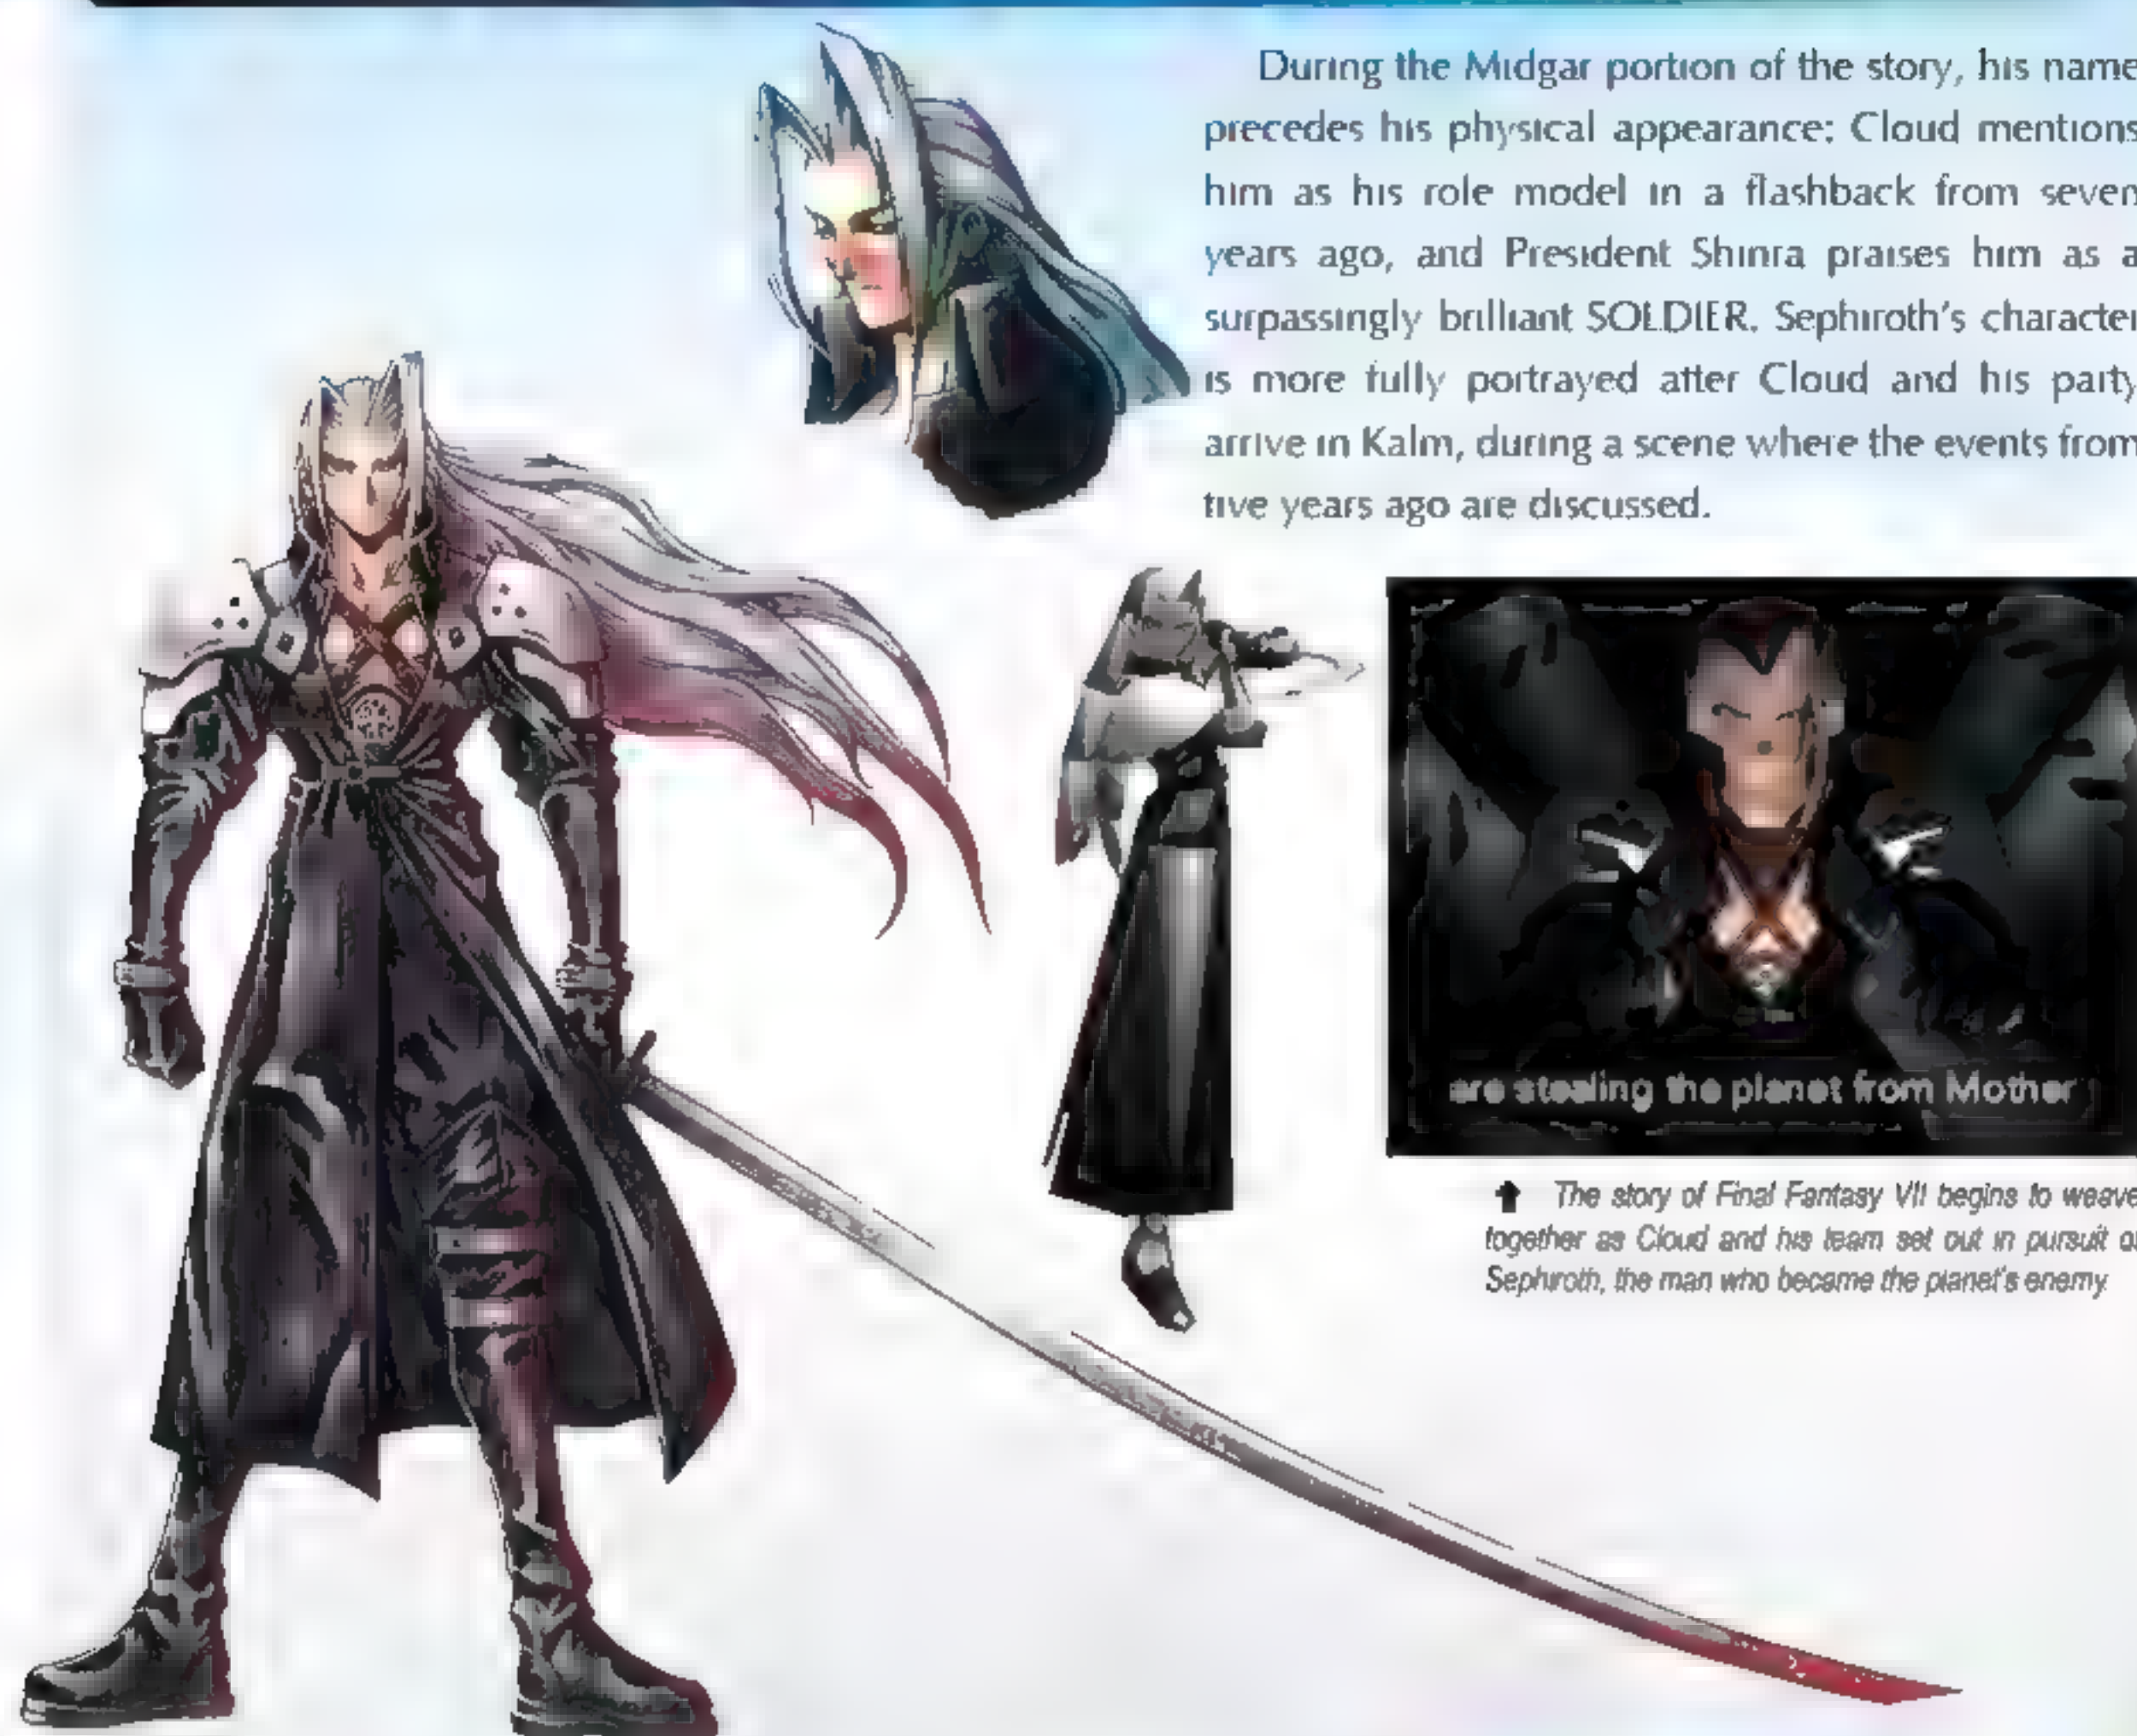 During the Midgar portion of the story, his name
precedes his physical appearance: Cloud mentions
him as his role model in a flashback from seven
years ago, and President Shinra praises him as a
surpassingly brilliant SOLDIER. Sephiroth's character
is more fully portrayed after Cloud and his party
arrive in Kalm, during a scene where the events from
five years ago are discussed.
are stealing the planet from Mother
The story of Final Fantasy VII begins to weave
together as Cloud and his team set out in pursuit of
Sephiroth, the man who became the planet's enemy.